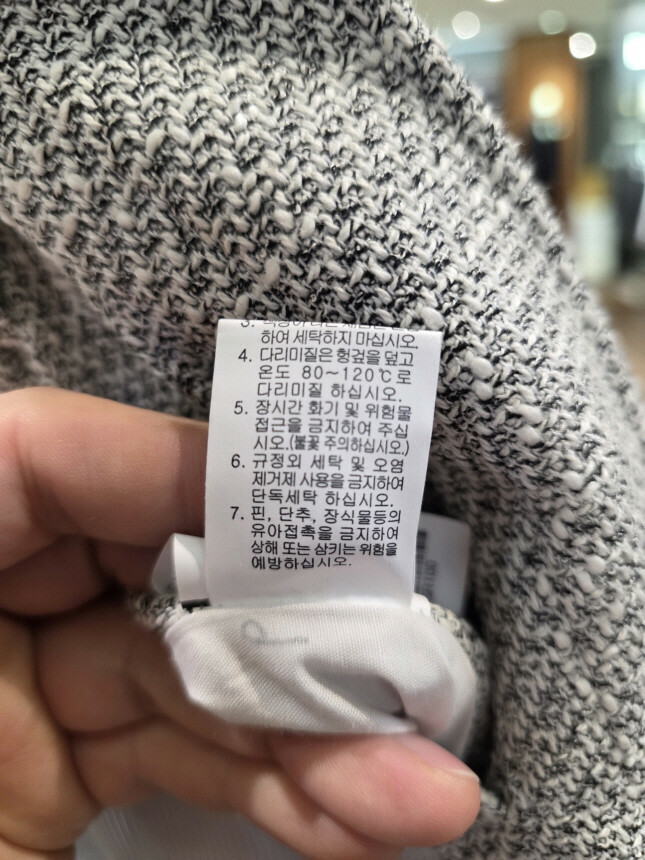 3.
하여 세탁하지 마십시오.
4. 다리미질은 헝겊을 덮고
온도 80~120℃로
다리미질 하십시오.
5. 장시간 화기 및 위험물
접근을 금지하여 주십
시오.(불꽃 주의하십시오.)
6. 규정외 세탁 및 오염
제거제 사용을 금지하여
단독세탁 하십시오.
7. 핀, 단추, 장식물등의
유아접촉을 금지하여
상해 또는 삼키는 위험을
예방하십시오.